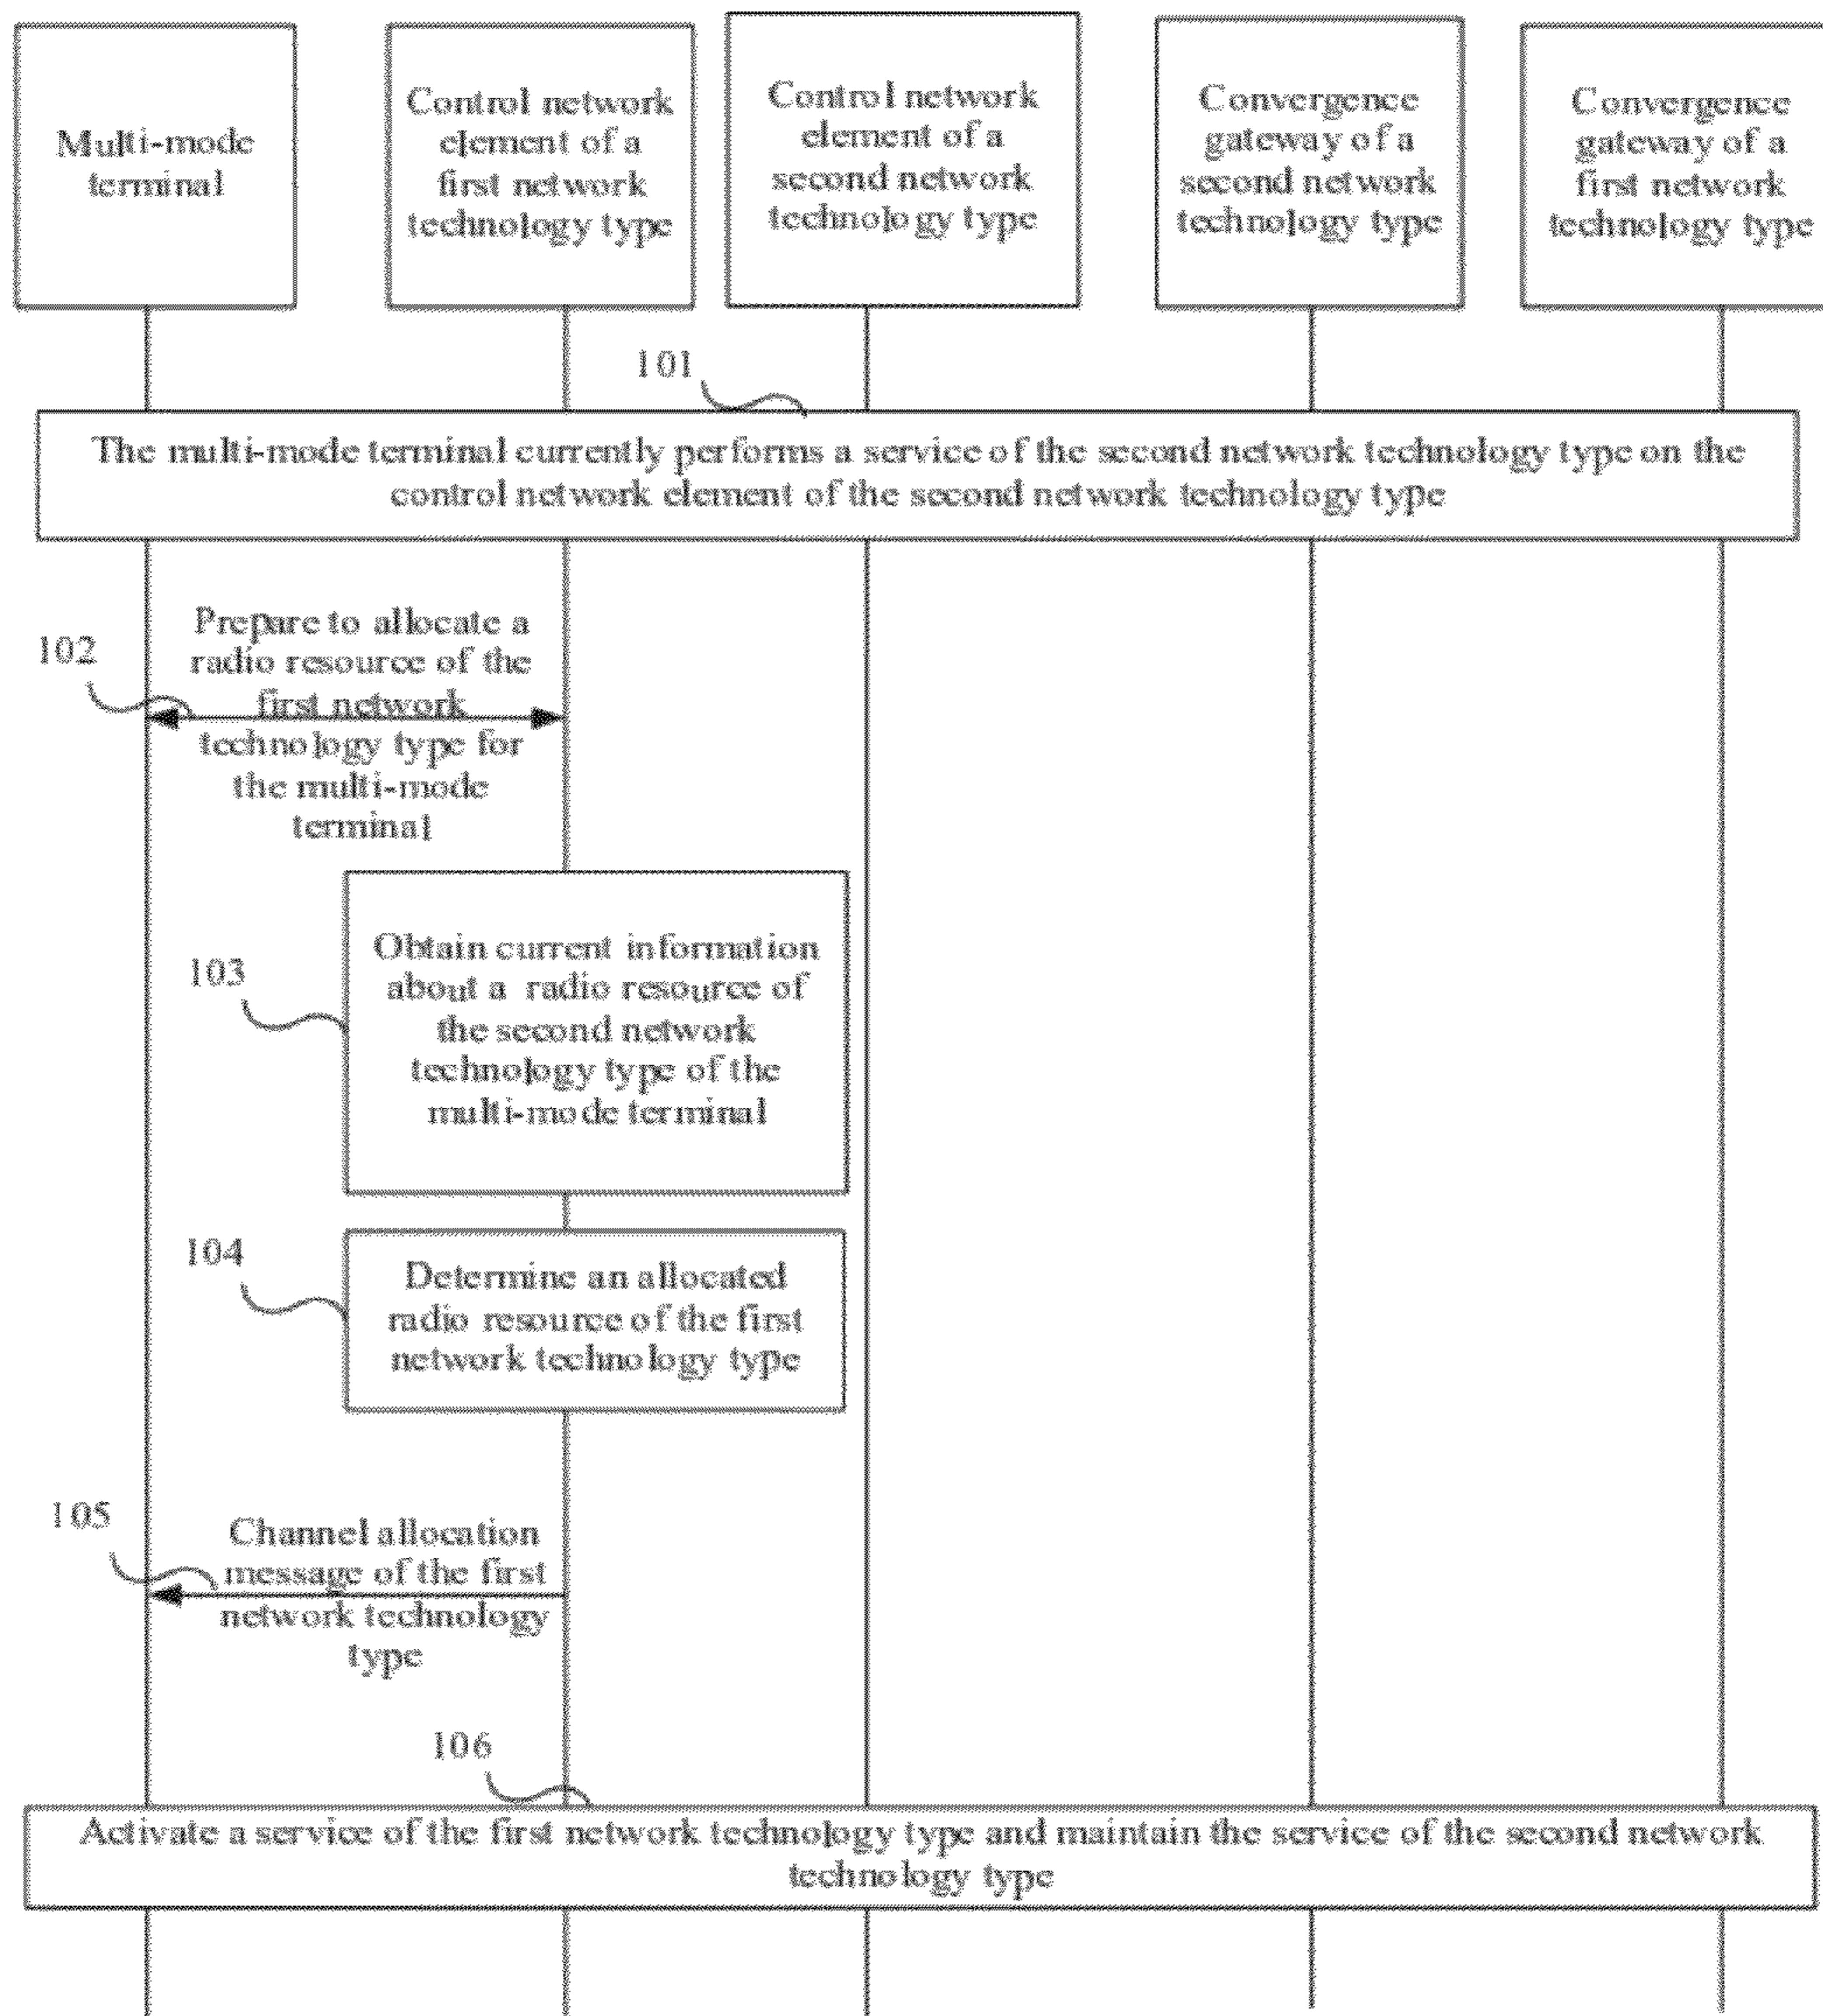 Multi-mode
terminal
Control network
element of a
first network
technology type
Control network
element of a
second network
technology type
Convergence
gateway of a
second network
technology type
Convergence
gateway of a
first network
technology type
101
The multi-mode terminal currently performs a service of the second network technology type on the
control network element of the second network technology type
102
Prepare to allocate a
radio resource of the
first network
technology type for
the multi-mode
terminal
103
Obtain current information
about a radio resource of
the second network
technology type of the
multi-mode terminal
104
Determine an allocated
radio resource of the first
network technology type
105
Channel allocation
message of the first
network technology
type
106
Activate a service of the first network technology type and maintain the service of the second network
technology type